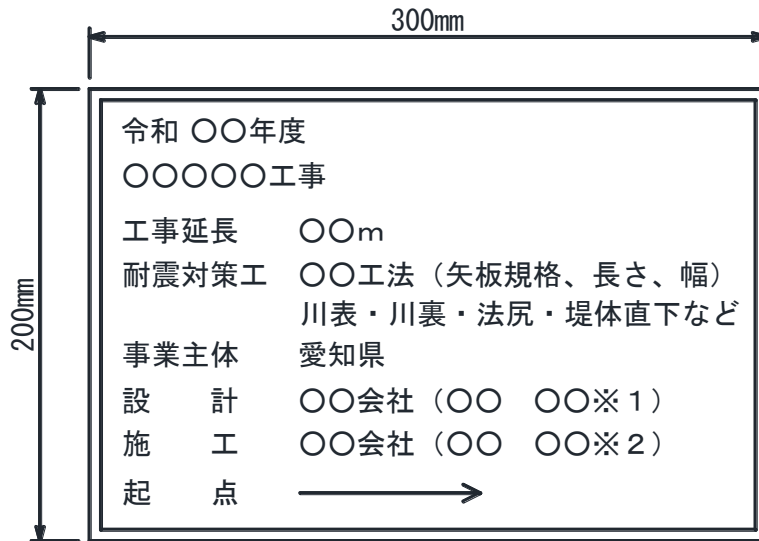 300mm
200mm
令和 〇〇年度
〇〇〇〇〇工事
工事延長 〇〇ｍ
耐震対策工 〇〇工法（矢板規格、長さ、幅）
川表・川裏・法尻・堤体直下など
事業主体 愛知県
設　計 〇〇会社（〇〇　〇〇※１）
施　工 〇〇会社（〇〇　〇〇※２）
起　点